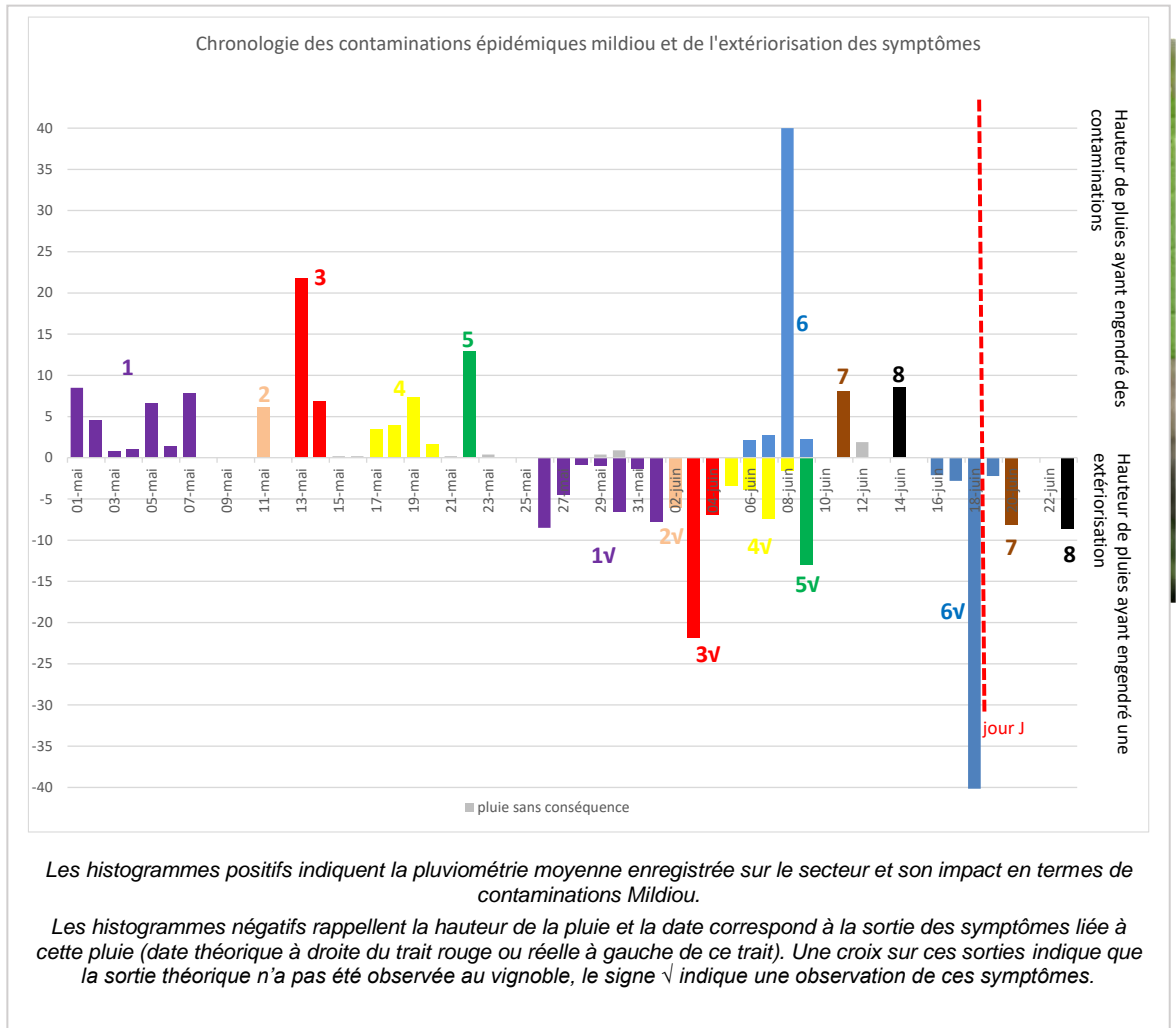 Chronologie des contaminations épidémiques mildiou et de l'extériorisation des symptômes
Hauteur de pluies ayant engendré des
contaminations
Hauteur de pluies ayant engendré une
extériorisation
40
35
30
25
20
15
10
5
0
-5
-10
-15
-20
-25
-30
-35
-40
1
2
3
4
5
6
7
8
01-mai
03-mai
05-mai
07-mai
09-mai
11-mai
13-mai
15-mai
17-mai
19-mai
21-mai
23-mai
25-mai
27-mai
29-mai
31-mai
02-juin
04-juin
06-juin
08-juin
10-juin
12-juin
14-juin
16-juin
18-juin
20-juin
22-juin
1√
2√
3√
4√
5√
6√
7
8
jour J
pluie sans conséquence
Les histogrammes positifs indiquent la pluviométrie moyenne enregistrée sur le secteur et son impact en termes de
contaminations Mildiou.
Les histogrammes négatifs rappellent la hauteur de la pluie et la date correspond à la sortie des symptômes liée à
cette pluie (date théorique à droite du trait rouge ou réelle à gauche de ce trait). Une croix sur ces sorties indique que
la sortie théorique n'a pas été observée au vignoble, le signe √ indique une observation de ces symptômes.